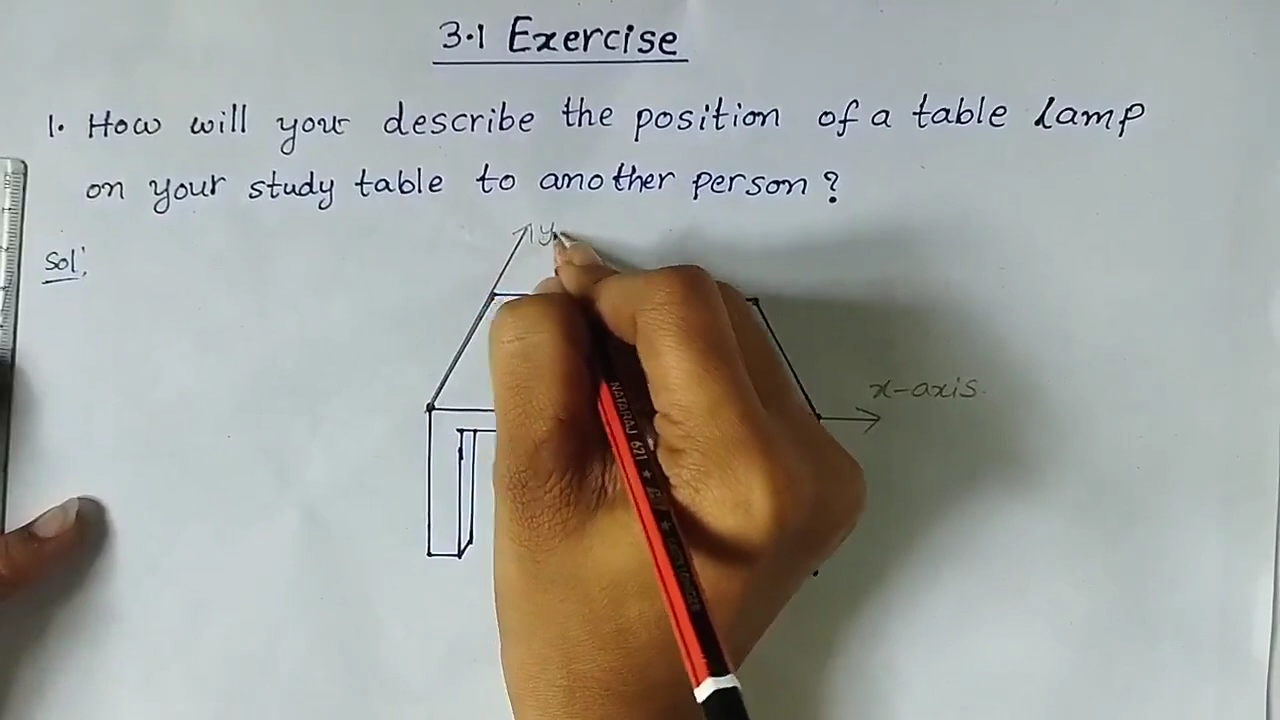 3.1 Exercise
1. How will your describe the position of a table lamp
on your study table to another person?
Sol:
y
x-axis.
NATARAJ 621